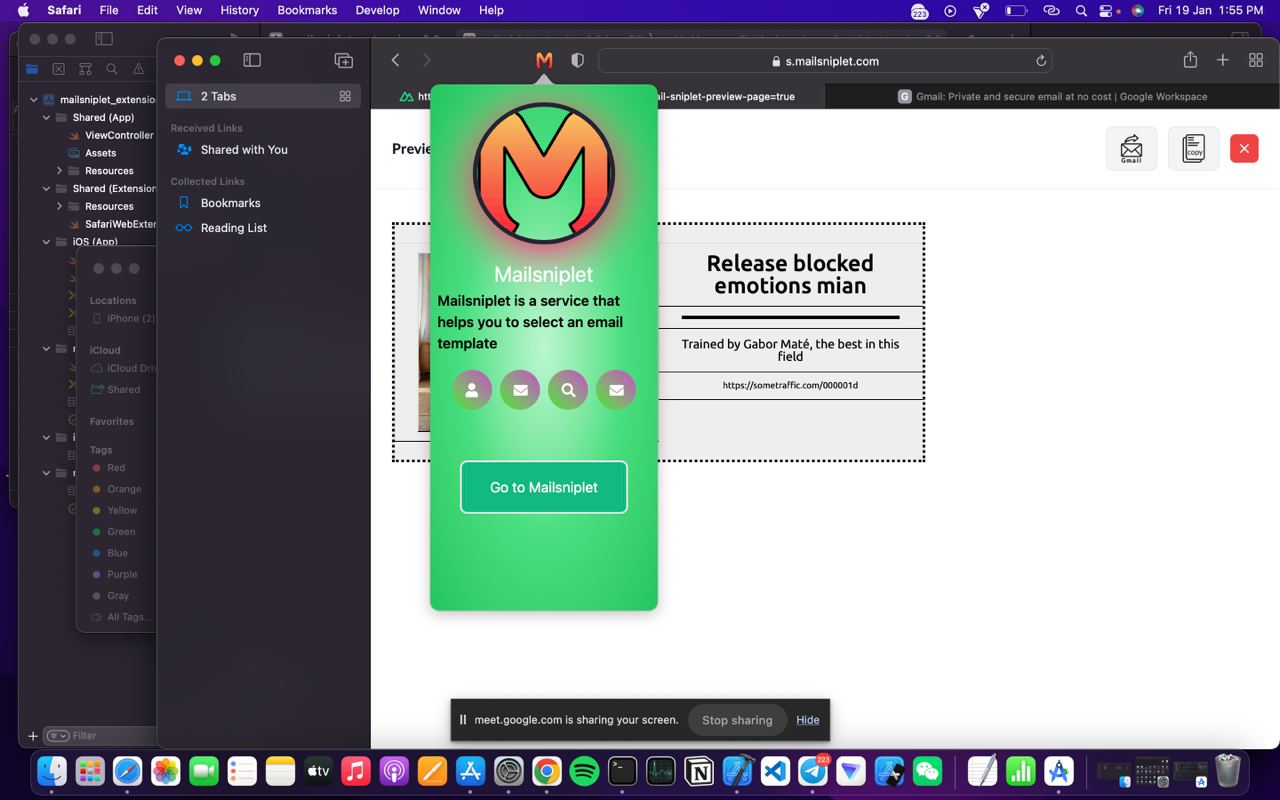 Safari File Edit View History Bookmarks Develop Window Help
223
Fri 19 Jan 1:55 PM
s.mailsniplet.com
htt
ail-sniplet-preview-page=true
G Gmail: Private and secure email at no cost | Google Workspace
mailsniplet_extensio
Shared (App)
ViewController
Assets
Resources
Shared (Extension
Resources
SafariWebExter
iOS (App)
Locations
iPhone (2)
iCloud
iCloud Driv
Shared
Favorites
Tags
Red
Orange
Yellow
Green
Blue
Purple
Gray
All Tags...
Filter
2 Tabs
Received Links
Shared with You
Collected Links
Bookmarks
Reading List
Previe
Gmail
copy
Mailsniplet
Mailsniplet is a service that
helps you to select an email
template
Go to Mailsniplet
Release blocked
emotions mian
Trained by Gabor Maté, the best in this
field
https://sometraffic.com/000001d
meet.google.com is sharing your screen.
Stop sharing
Hide
tv
223